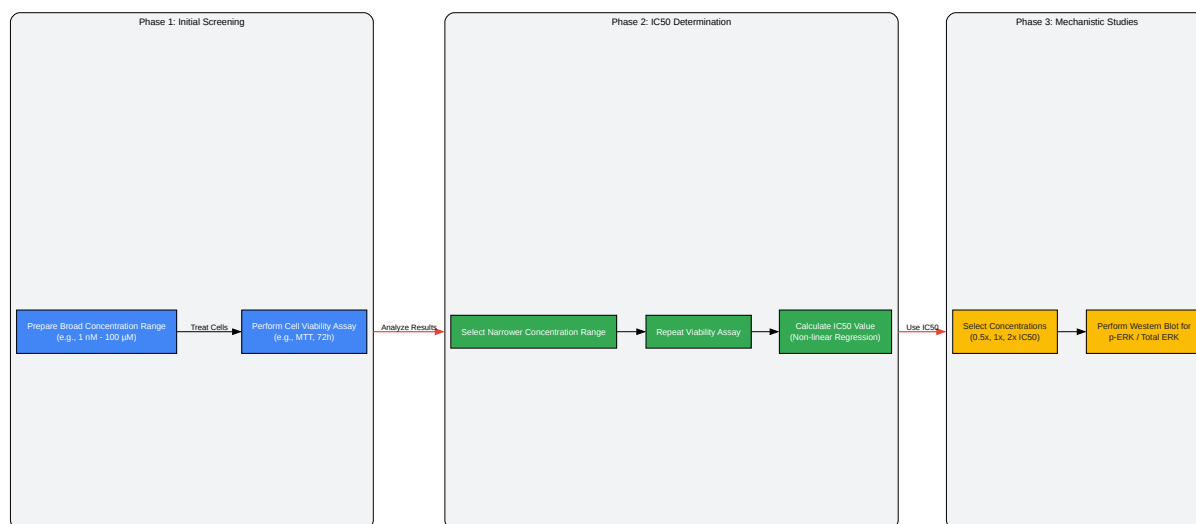 Phase 1: Initial Screening
Prepare Broad Concentration Range
(e.g., 1 nM - 100 µM)
Treat Cells
Perform Cell Viability Assay
(e.g., MTT, 72h)
Analyze Results
Phase 2: IC50 Determination
Select Narrower Concentration Range
Repeat Viability Assay
Calculate IC50 Value
(Non-linear Regression)
Use IC50
Phase 3: Mechanistic Studies
Select Concentrations
(0.5x, 1x, 2x IC50)
Perform Western Blot for
p-ERK / Total ERK